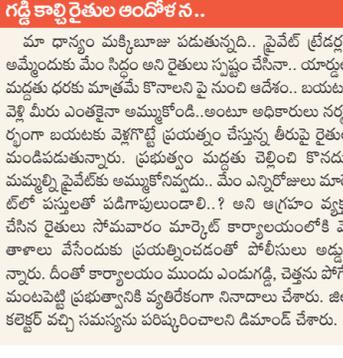 గడ్డి కాల్చి రైతుల ఆందోళన..
మా ధాన్యం మక్కిబూజు పడుతున్నది.. ప్రైవేట్ ట్రేడర్ల
అమ్మేందుకు మేం సిద్ధం అని రైతులు స్పష్టం చేసినా.. యార్డుల
మద్దతు ధరకు మాత్రమే కొనాలని పై నుంచి ఆదేశం.. బయట
వెళ్లి మీరు ఎంతకైనా అమ్ముకోండి..అంటూ అధికారులు నర్మ
ర్భంగా బయటకు వెళ్లగొట్టే ప్రయత్నం చేస్తున్న తీరుపై రైతుల
మండిపడుతున్నారు. ప్రభుత్వం మద్దతు చెల్లించి కొనదు
మమ్మల్ని ప్రైవేట్‌కు అమ్ముకోనివ్వదు.. మేం ఎన్నిరోజులు మార్కె
ట్‌లో పస్తులతో పడిగాపులుండాలి..? అని ఆగ్రహం వ్యక్
చేసిన రైతులు సోమవారం మార్కెట్ కార్యాలయంలోకి వె
తాళాలు వేసేందుకు ప్రయత్నించడంతో పోలీసులు అడ్డు
న్నారు. దీంతో కార్యాలయం ముందు ఎండుగడ్డి, చెత్తను పోగే
మంటపెట్టి ప్రభుత్వానికి వ్యతిరేకంగా నినాదాలు చేశారు. జిల
కలెక్టర్ వచ్చి సమస్యను పరిష్కరించాలని డిమాండ్ చేశారు.